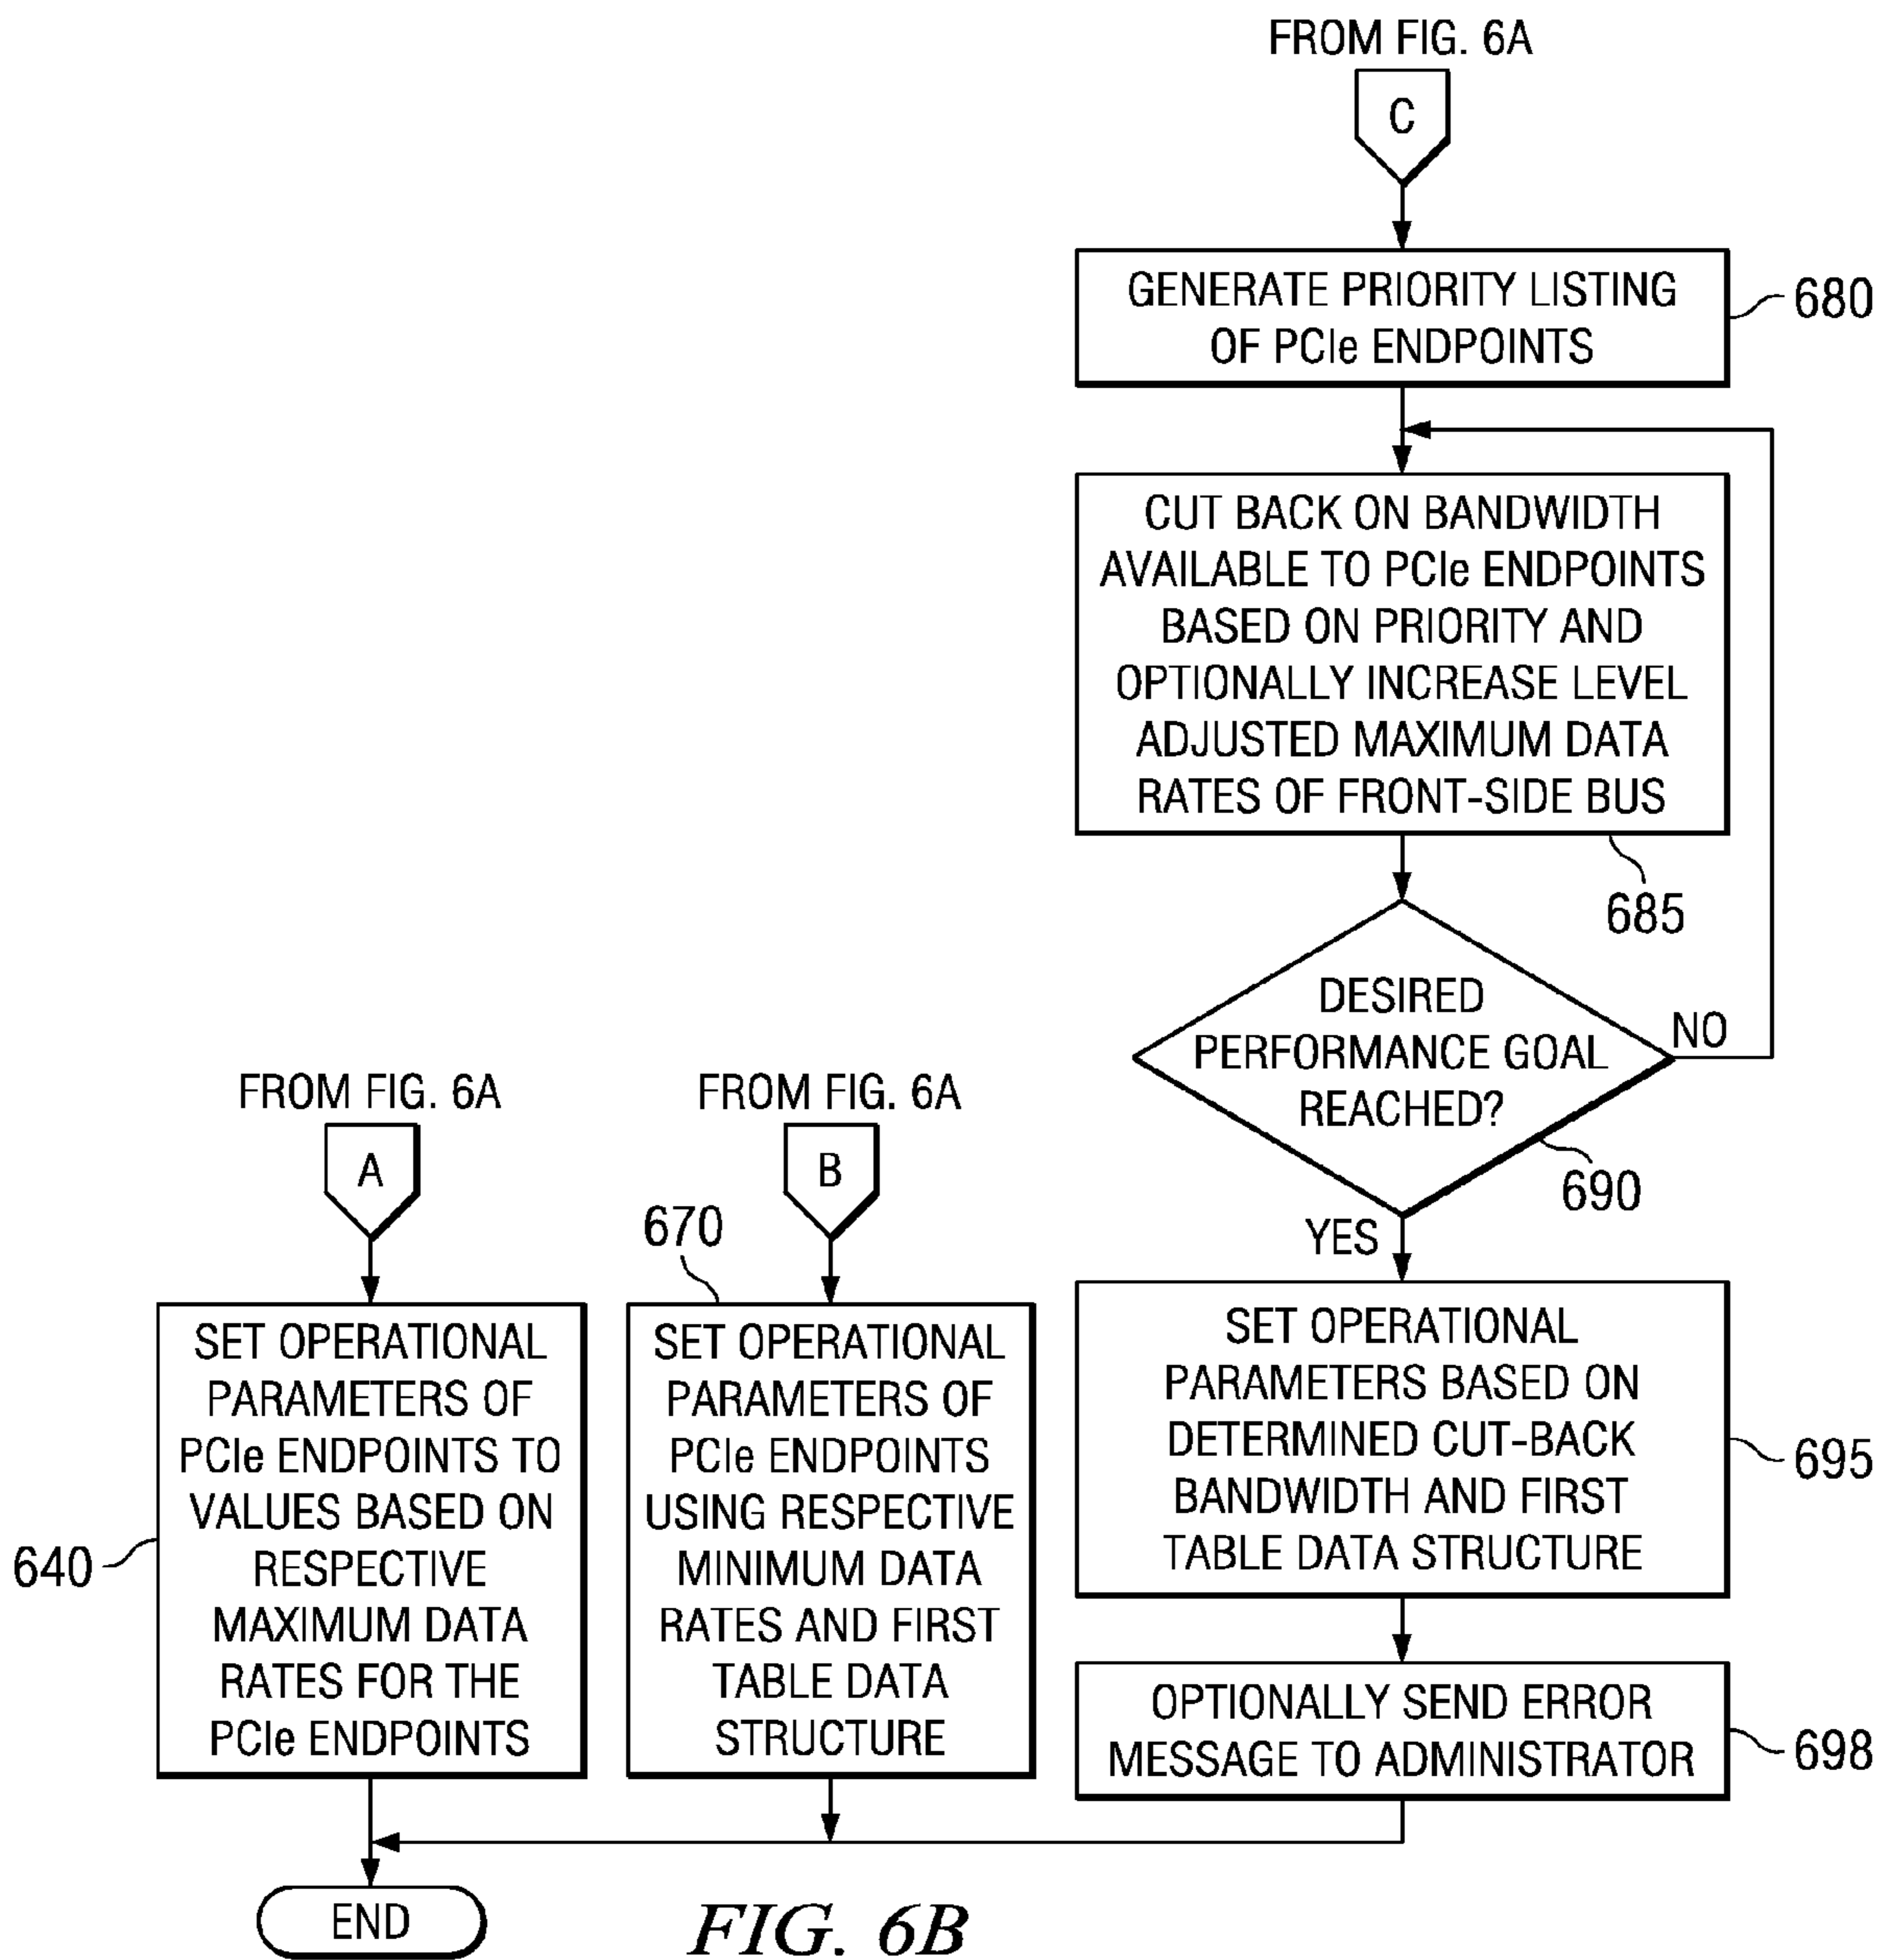 FROM FIG. 6A
C
GENERATE PRIORITY LISTING
OF PCIe ENDPOINTS
680
CUT BACK ON BANDWIDTH
AVAILABLE TO PCIe ENDPOINTS
BASED ON PRIORITY AND
OPTIONALLY INCREASE LEVEL
ADJUSTED MAXIMUM DATA
RATES OF FRONT-SIDE BUS
685
DESIRED
PERFORMANCE GOAL
REACHED?
NO
690
YES
FROM FIG. 6A
A
SET OPERATIONAL
PARAMETERS OF
PCIe ENDPOINTS TO
VALUES BASED ON
RESPECTIVE
MAXIMUM DATA
RATES FOR THE
PCIe ENDPOINTS
640
FROM FIG. 6A
B
670
SET OPERATIONAL
PARAMETERS OF
PCIe ENDPOINTS
USING RESPECTIVE
MINIMUM DATA
RATES AND FIRST
TABLE DATA
STRUCTURE
SET OPERATIONAL
PARAMETERS BASED ON
DETERMINED CUT-BACK
BANDWIDTH AND FIRST
TABLE DATA STRUCTURE
695
OPTIONALLY SEND ERROR
MESSAGE TO ADMINISTRATOR
698
END
FIG. 6B